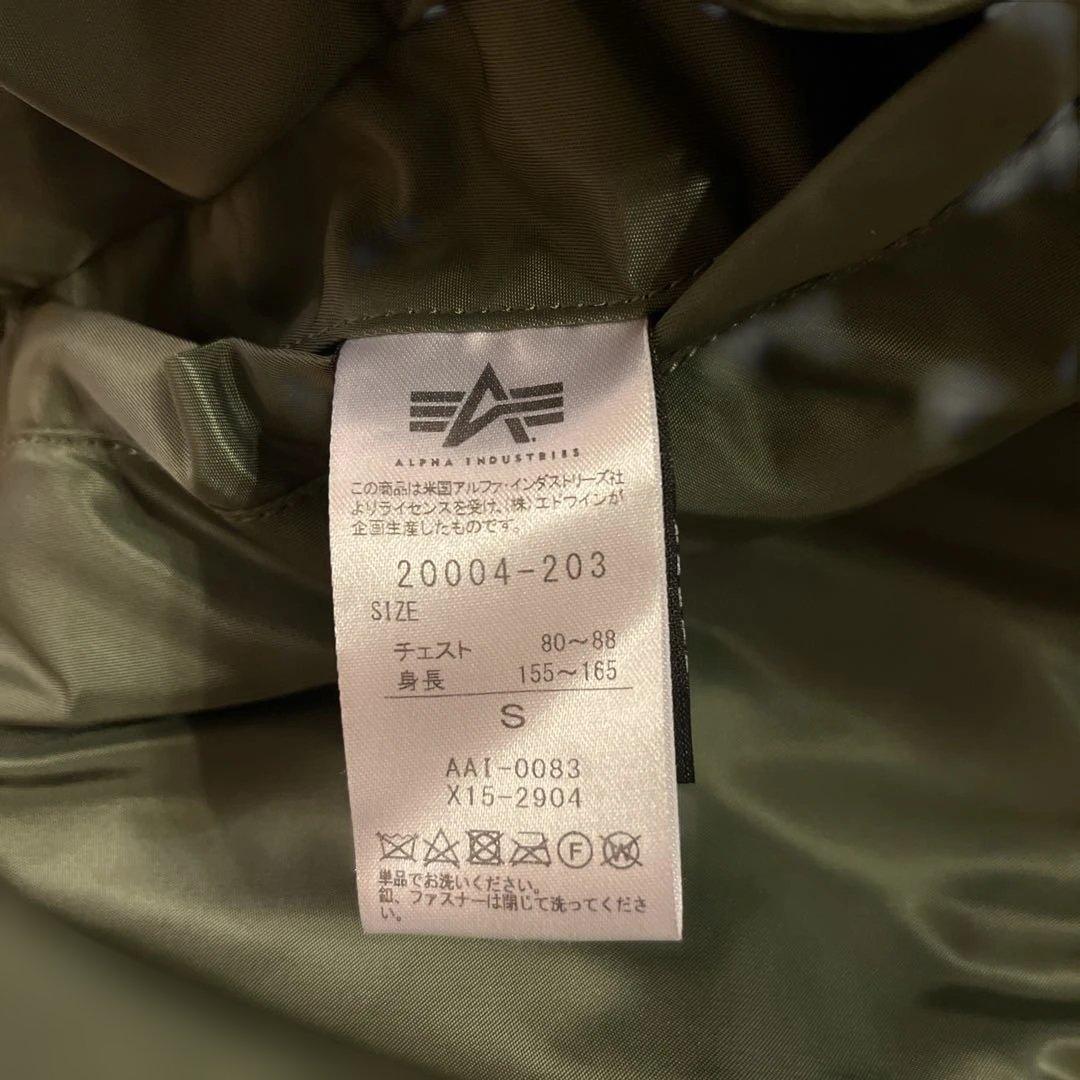 ALPHA INDUSTRIES
この商品は米国アルファ・インダストリーズ社
よりライセンスを受け、(株)エドウインが
企画生産したものです。
20004-203
SIZE
チェスト 80～88
身長 155～165
S
AAI-0083
X15-2904
F W
単品でお洗いください。
釦、ファスナーは閉じて洗ってくださ
い。